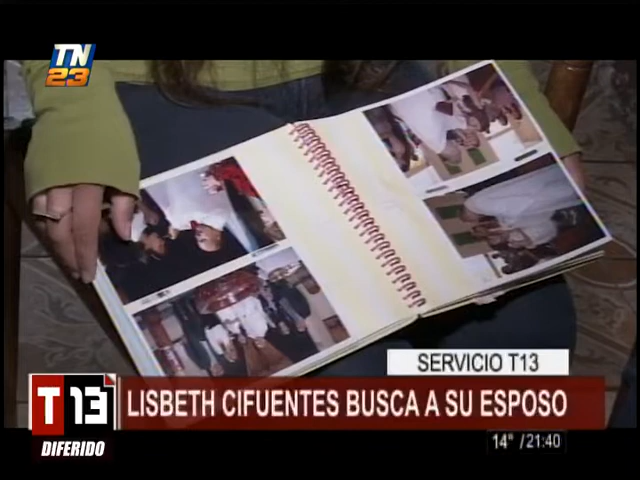 TN
23
SERVICIO T13
T13
LISBETH CIFUENTES BUSCA A SU ESPOSO
DIFERIDO
14° / 21:40